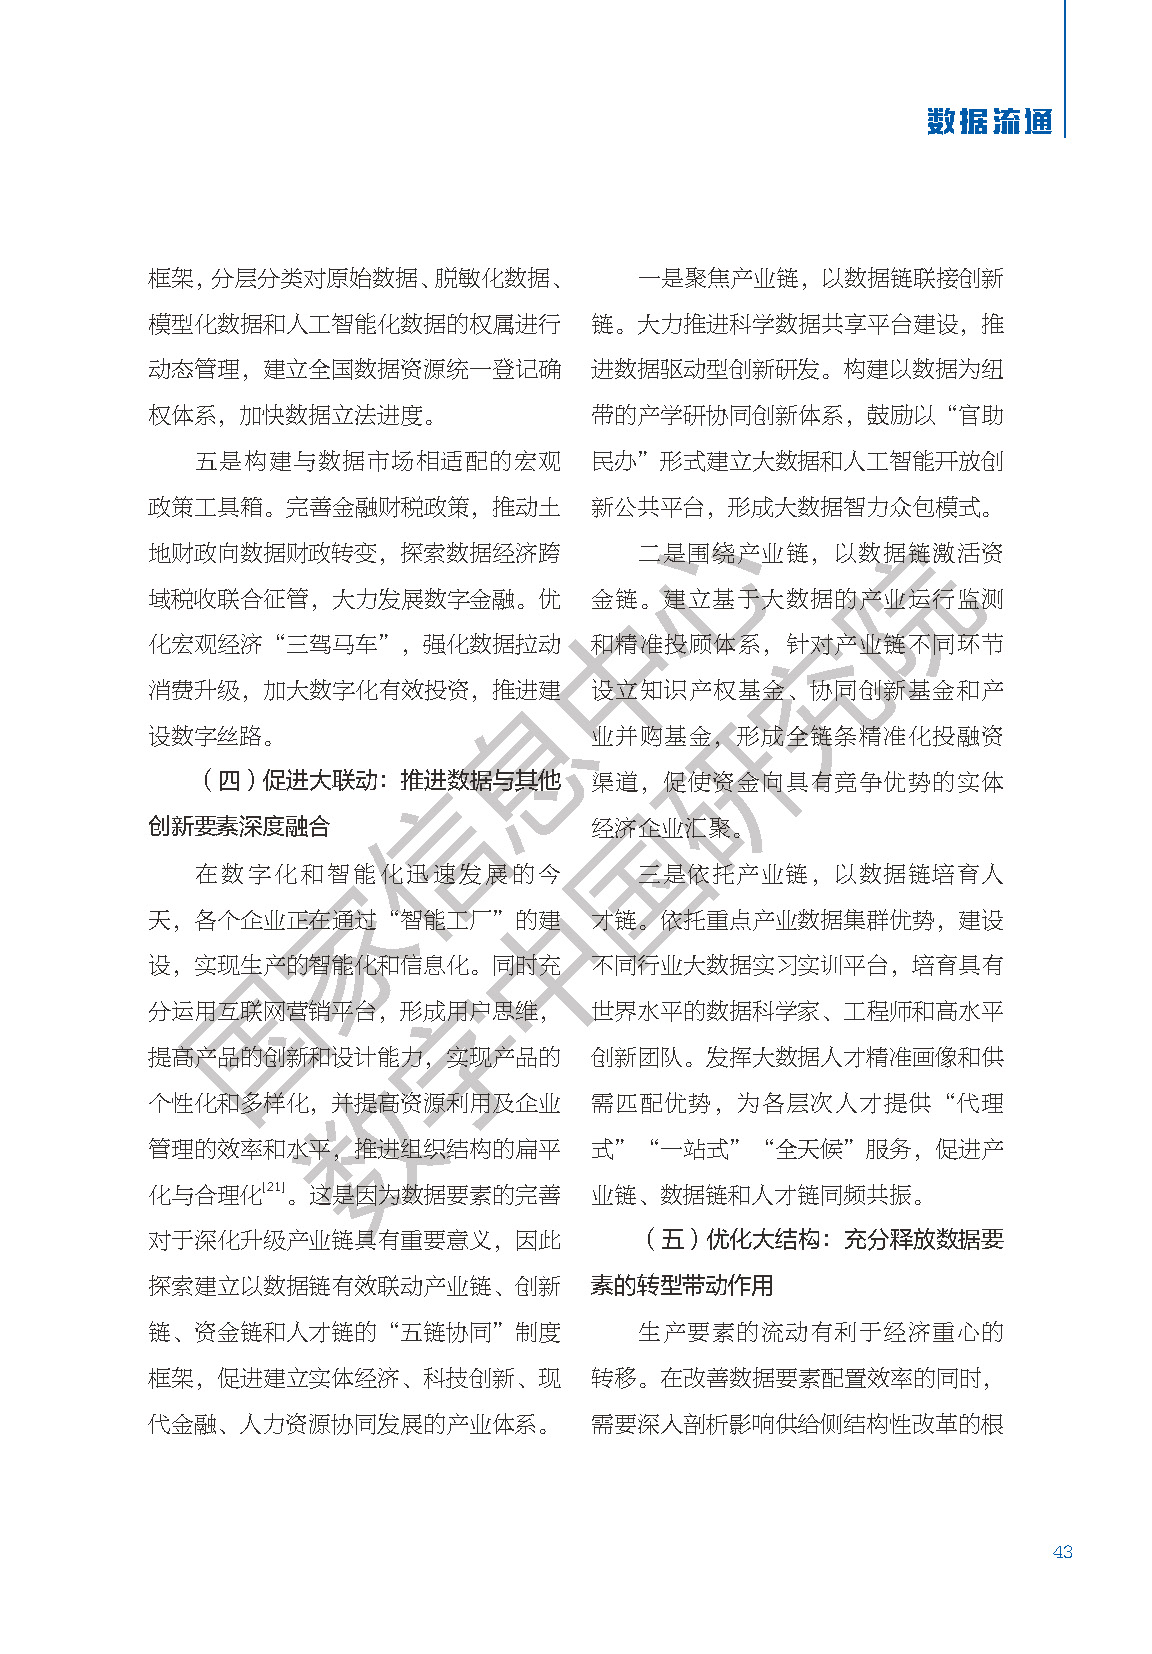 数据流通
框架，分层分类对原始数据、脱敏化数据、
模型化数据和人工智能化数据的权属进行
动态管理，建立全国数据资源统一登记确
权体系，加快数据立法进度。
五是构建与数据市场相适配的宏观
政策工具箱。完善金融财税政策，推动土
地财政向数据财政转变，探索数据经济跨
域税收联合征管，大力发展数字金融。优
化宏观经济“三驾马车”，强化数据拉动
消费升级，加大数字化有效投资，推进建
设数字丝路。
（四）促进大联动：推进数据与其他
创新要素深度融合
在数字化和智能化迅速发展的今
天，各个企业正在通过“智能工厂”的建
设，实现生产的智能化和信息化。同时充
分运用互联网营销平台，形成用户思维，
提高产品的创新和设计能力，实现产品的
个性化和多样化，并提高资源利用及企业
管理的效率和水平，推进组织结构的扁平
化与合理化[21]。这是因为数据要素的完善
对于深化升级产业链具有重要意义，因此
探索建立以数据链有效联动产业链、创新
链、资金链和人才链的“五链协同”制度
框架，促进建立实体经济、科技创新、现
代金融、人力资源协同发展的产业体系。
一是聚焦产业链，以数据链联接创新
链。大力推进科学数据共享平台建设，推
进数据驱动型创新研发。构建以数据为纽
带的产学研协同创新体系，鼓励以“官助
民办”形式建立大数据和人工智能开放创
新公共平台，形成大数据智力众包模式。
二是围绕产业链，以数据链激活资
金链。建立基于大数据的产业运行监测
和精准投顾体系，针对产业链不同环节
设立知识产权基金、协同创新基金和产
业并购基金，形成全链条精准化投融资
渠道，促使资金向具有竞争优势的实体
经济企业汇聚。
三是依托产业链，以数据链培育人
才链。依托重点产业数据集群优势，建设
不同行业大数据实习实训平台，培育具有
世界水平的数据科学家、工程师和高水平
创新团队。发挥大数据人才精准画像和供
需匹配优势，为各层次人才提供“代理
式”“一站式”“全天候”服务，促进产
业链、数据链和人才链同频共振。
（五）优化大结构：充分释放数据要
素的转型带动作用
生产要素的流动有利于经济重心的
转移。在改善数据要素配置效率的同时，
需要深入剖析影响供给侧结构性改革的根
国家信息中心
数字中国研究院
43